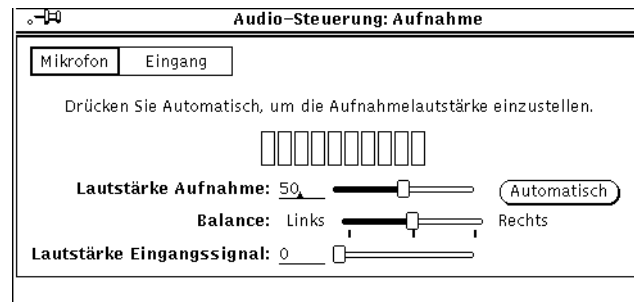 Audio-Steuerung: Aufnahme
Mikrofon Eingang
Drücken Sie Automatisch, um die Aufnahmelautstärke einzustellen.
Lautstärke Aufnahme: 50 Automatisch
Balance: Links Rechts
Lautstärke Eingangssignal: 0